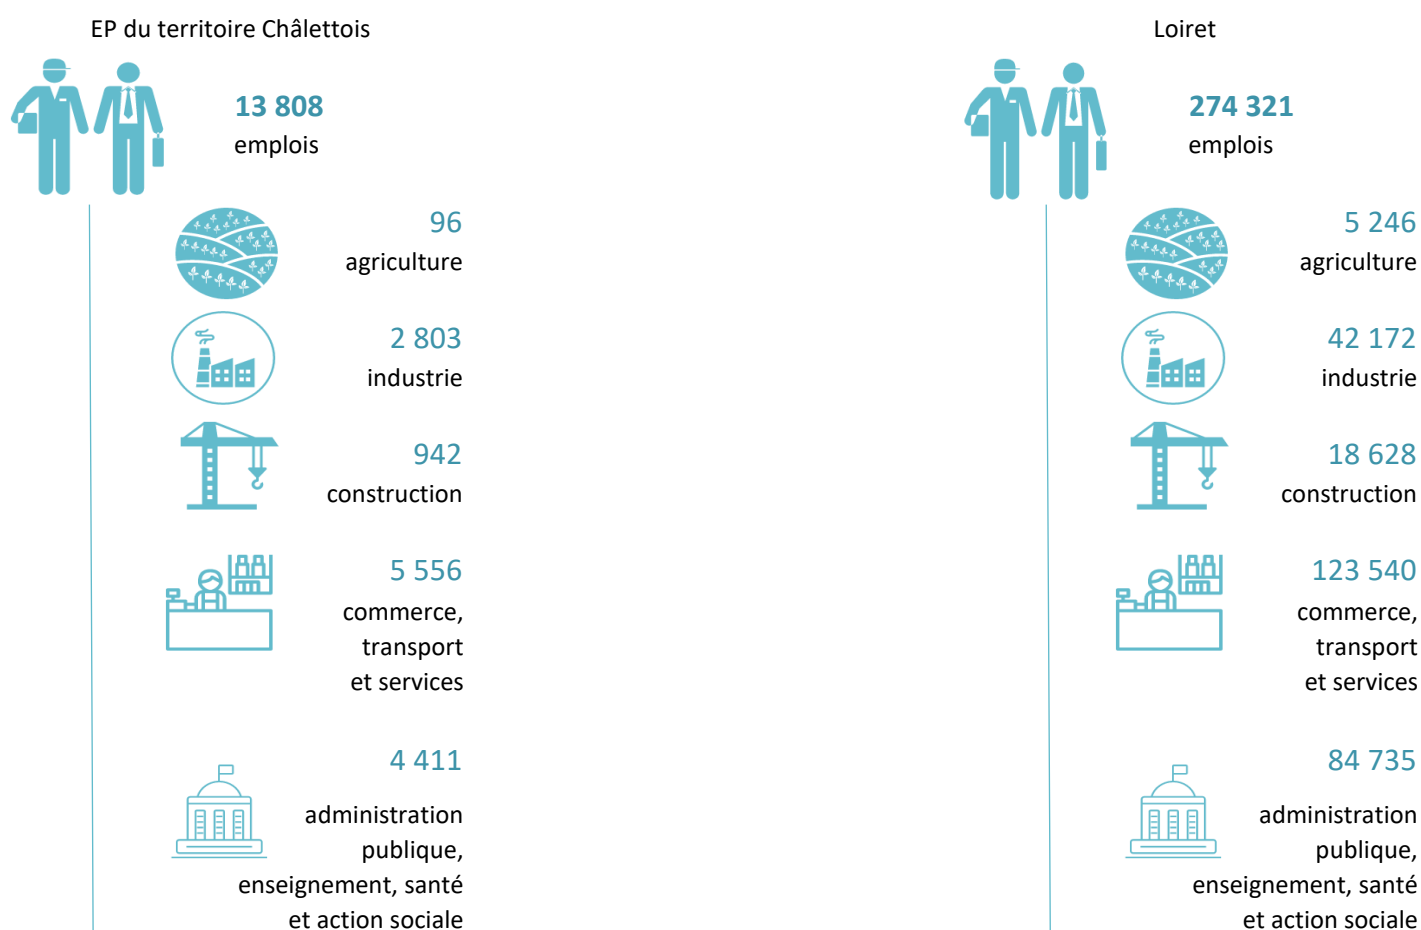 EP du territoire Châlettois
13 808
emplois
96
agriculture
2 803
industrie
942
construction
5 556
commerce,
transport
et services
4 411
administration
publique,
enseignement, santé
et action sociale
Loiret
274 321
emplois
5 246
agriculture
42 172
industrie
18 628
construction
123 540
commerce,
transport
et services
84 735
administration
publique,
enseignement, santé
et action sociale